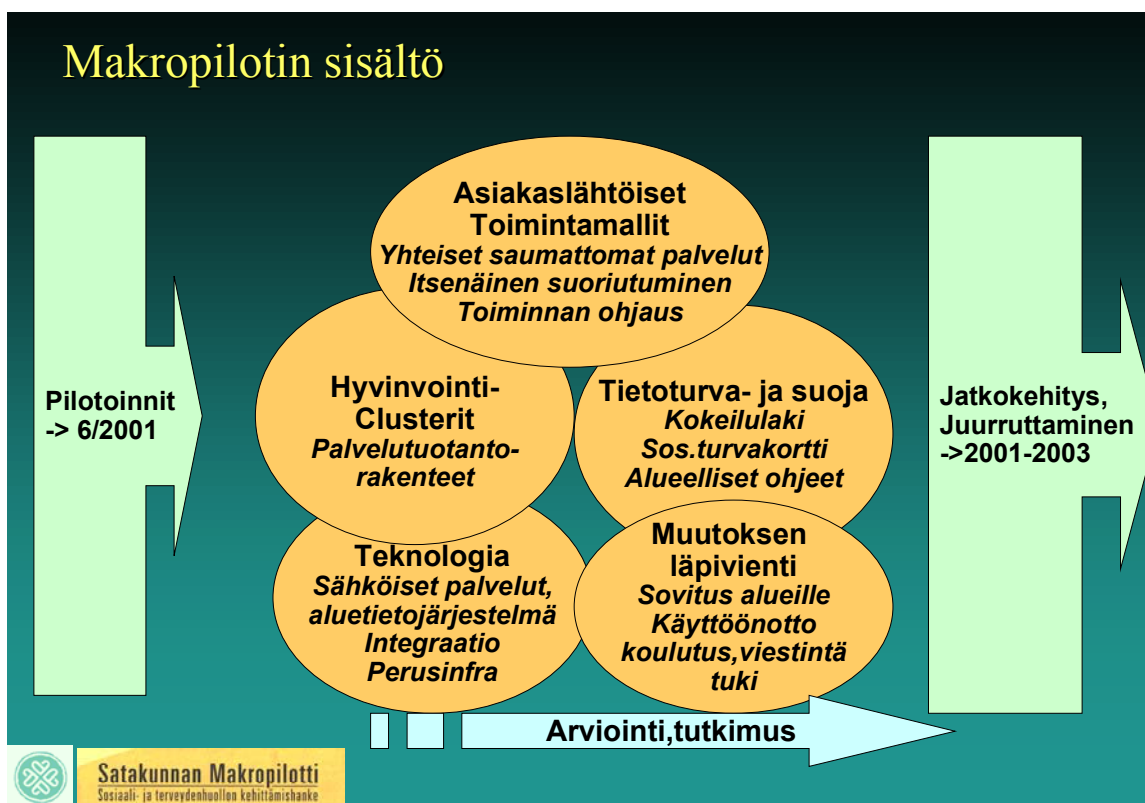 Makropilotin sisältö
Asiakaslähtöiset
Toimintamallit
Yhteiset saumattomat palvelut
Itsenäinen suoriutuminen
Toiminnan ohjaus
Pilotoinnit
-> 6/2001
Hyvinvointi-
Clusterit
Palvelutuotanto-
rakenteet
Tietoturva- ja suoja
Kokeilulaki
Sos.turvakortti
Alueelliset ohjeet
Jatkokehitys,
Juurruttaminen
->2001-2003
Teknologia
Sähköiset palvelut,
aluetietojärjestelmä
Integraatio
Perusinfra
Muutoksen
läpivienti
Sovitus alueille
Käyttöönotto
koulutus,viestintä
tuki
Arviointi,tutkimus
Satakunnan Makropilotti
Sosiaali- ja terveydenhuollon kehittämishanke